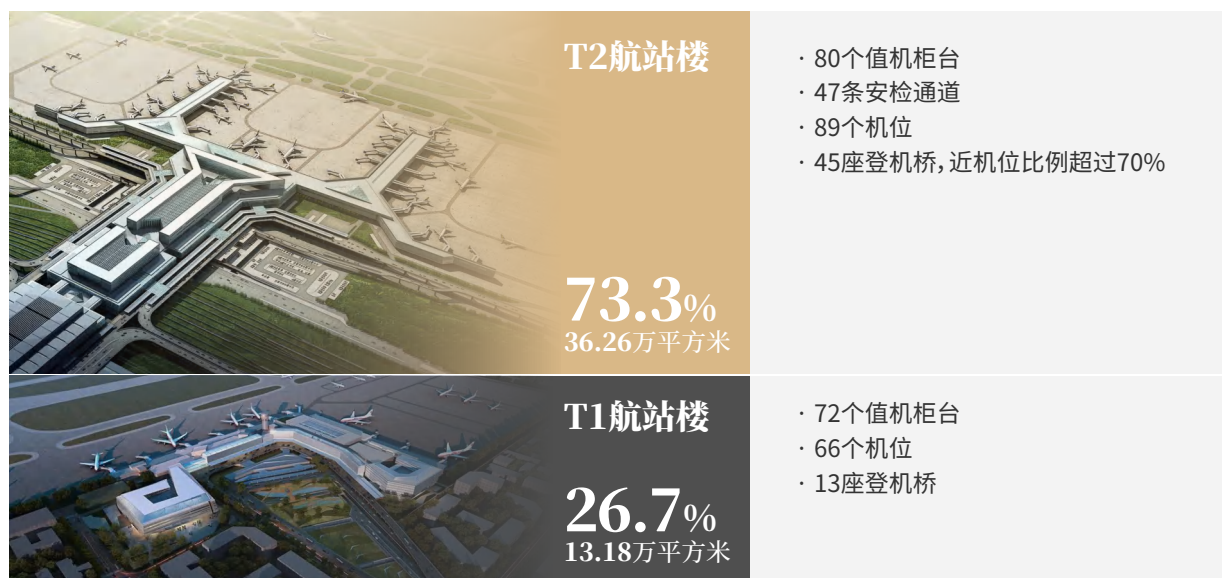 T2航站楼
73.3%
36.26万平方米
· 80个值机柜台
· 47条安检通道
· 89个机位
· 45座登机桥，近机位比例超过70%
T1航站楼
26.7%
13.18万平方米
· 72个值机柜台
· 66个机位
· 13座登机桥